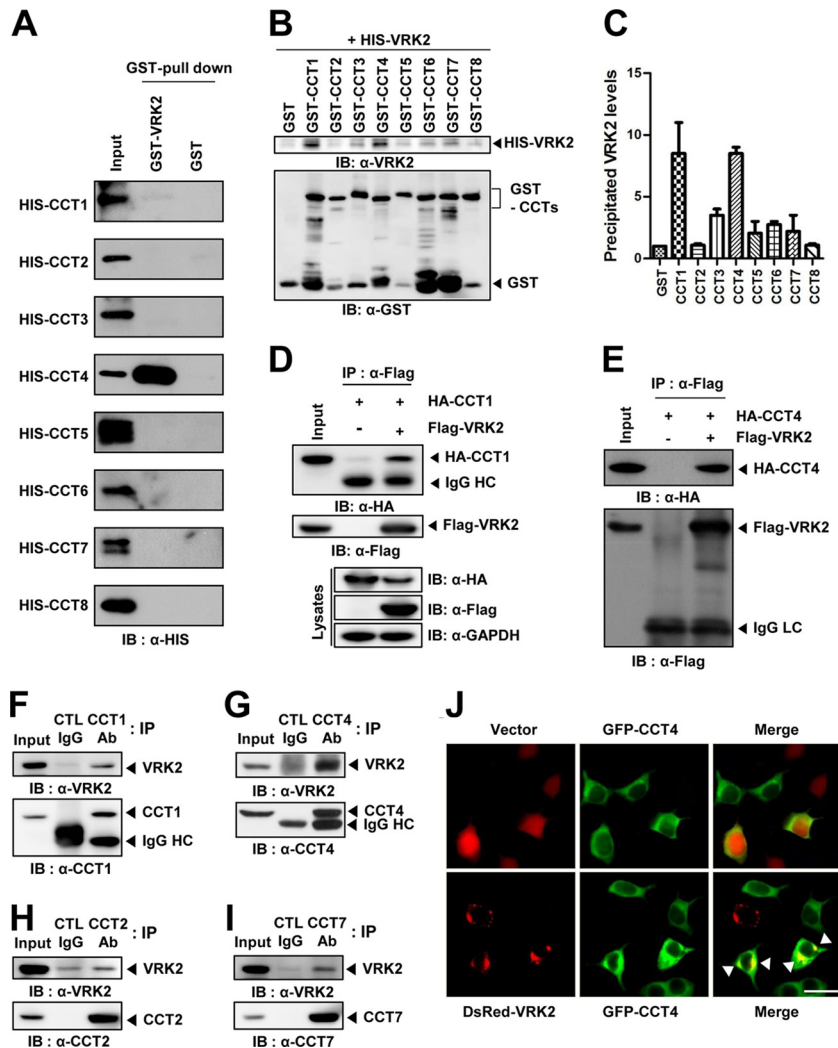 A
GST-pull down
Input
GST-VRK2
GST
HIS-CCT1
HIS-CCT2
HIS-CCT3
HIS-CCT4
HIS-CCT5
HIS-CCT6
HIS-CCT7
HIS-CCT8
IB : α-HIS
B
+ HIS-VRK2
GST
GST-CCT1
GST-CCT2
GST-CCT3
GST-CCT4
GST-CCT5
GST-CCT6
GST-CCT7
GST-CCT8
HIS-VRK2
IB: α-VRK2
GST
- CCTs
GST
IB: α-GST
C
Precipitated VRK2 levels
15
10
5
0
GST
CCT1
CCT2
CCT3
CCT4
CCT5
CCT6
CCT7
CCT8
D
IP : α-Flag
Input
+ + HA-CCT1
- + Flag-VRK2
HA-CCT1
IgG HC
IB: α-HA
Flag-VRK2
IB: α-Flag
Lysates
IB: α-HA
IB: α-Flag
IB: α-GAPDH
E
IP : α-Flag
Input
+ + HA-CCT4
- + Flag-VRK2
HA-CCT4
IB : α-HA
Flag-VRK2
IgG LC
IB : α-Flag
F
CTL CCT1 : IP
Input IgG Ab
VRK2
IB : α-VRK2
CCT1
IgG HC
IB : α-CCT1
G
CTL CCT4 : IP
Input IgG Ab
VRK2
IB : α-VRK2
CCT4
IgG HC
IB : α-CCT4
H
CTL CCT2 : IP
Input IgG Ab
VRK2
IB : α-VRK2
CCT2
IB : α-CCT2
I
CTL CCT7 : IP
Input IgG Ab
VRK2
IB : α-VRK2
CCT7
IB : α-CCT7
J
Vector GFP-CCT4 Merge
DsRed-VRK2 GFP-CCT4 Merge